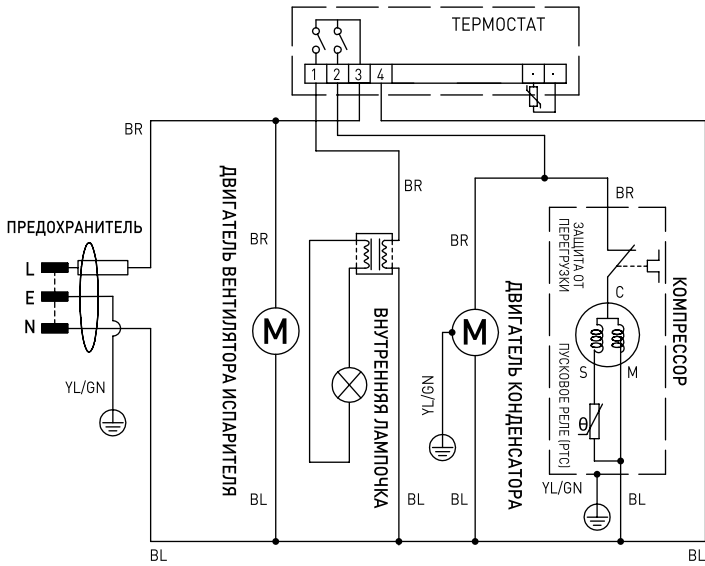 ТЕРМОСТАТ
1 2 3 4
BR
ПРЕДОХРАНИТЕЛЬ
L
E
N
YL/GN
BL
ДВИГАТЕЛЬ ВЕНТИЛЯТОРА ИСПАРИТЕЛЯ
BR
M
BL
BR
ВНУТРЕННЯЯ ЛАМПОЧКА
BL
BR
M
YL/GN
BL
ДВИГАТЕЛЬ КОНДЕНСАТОРА
BR
ЗАЩИТА ОТ
ПЕРЕГРУЗКИ
C
S
M
ПУСКОВОЕ РЕЛЕ (PTC)
θ
КОМПРЕССОР
YL/GN
BL
BL